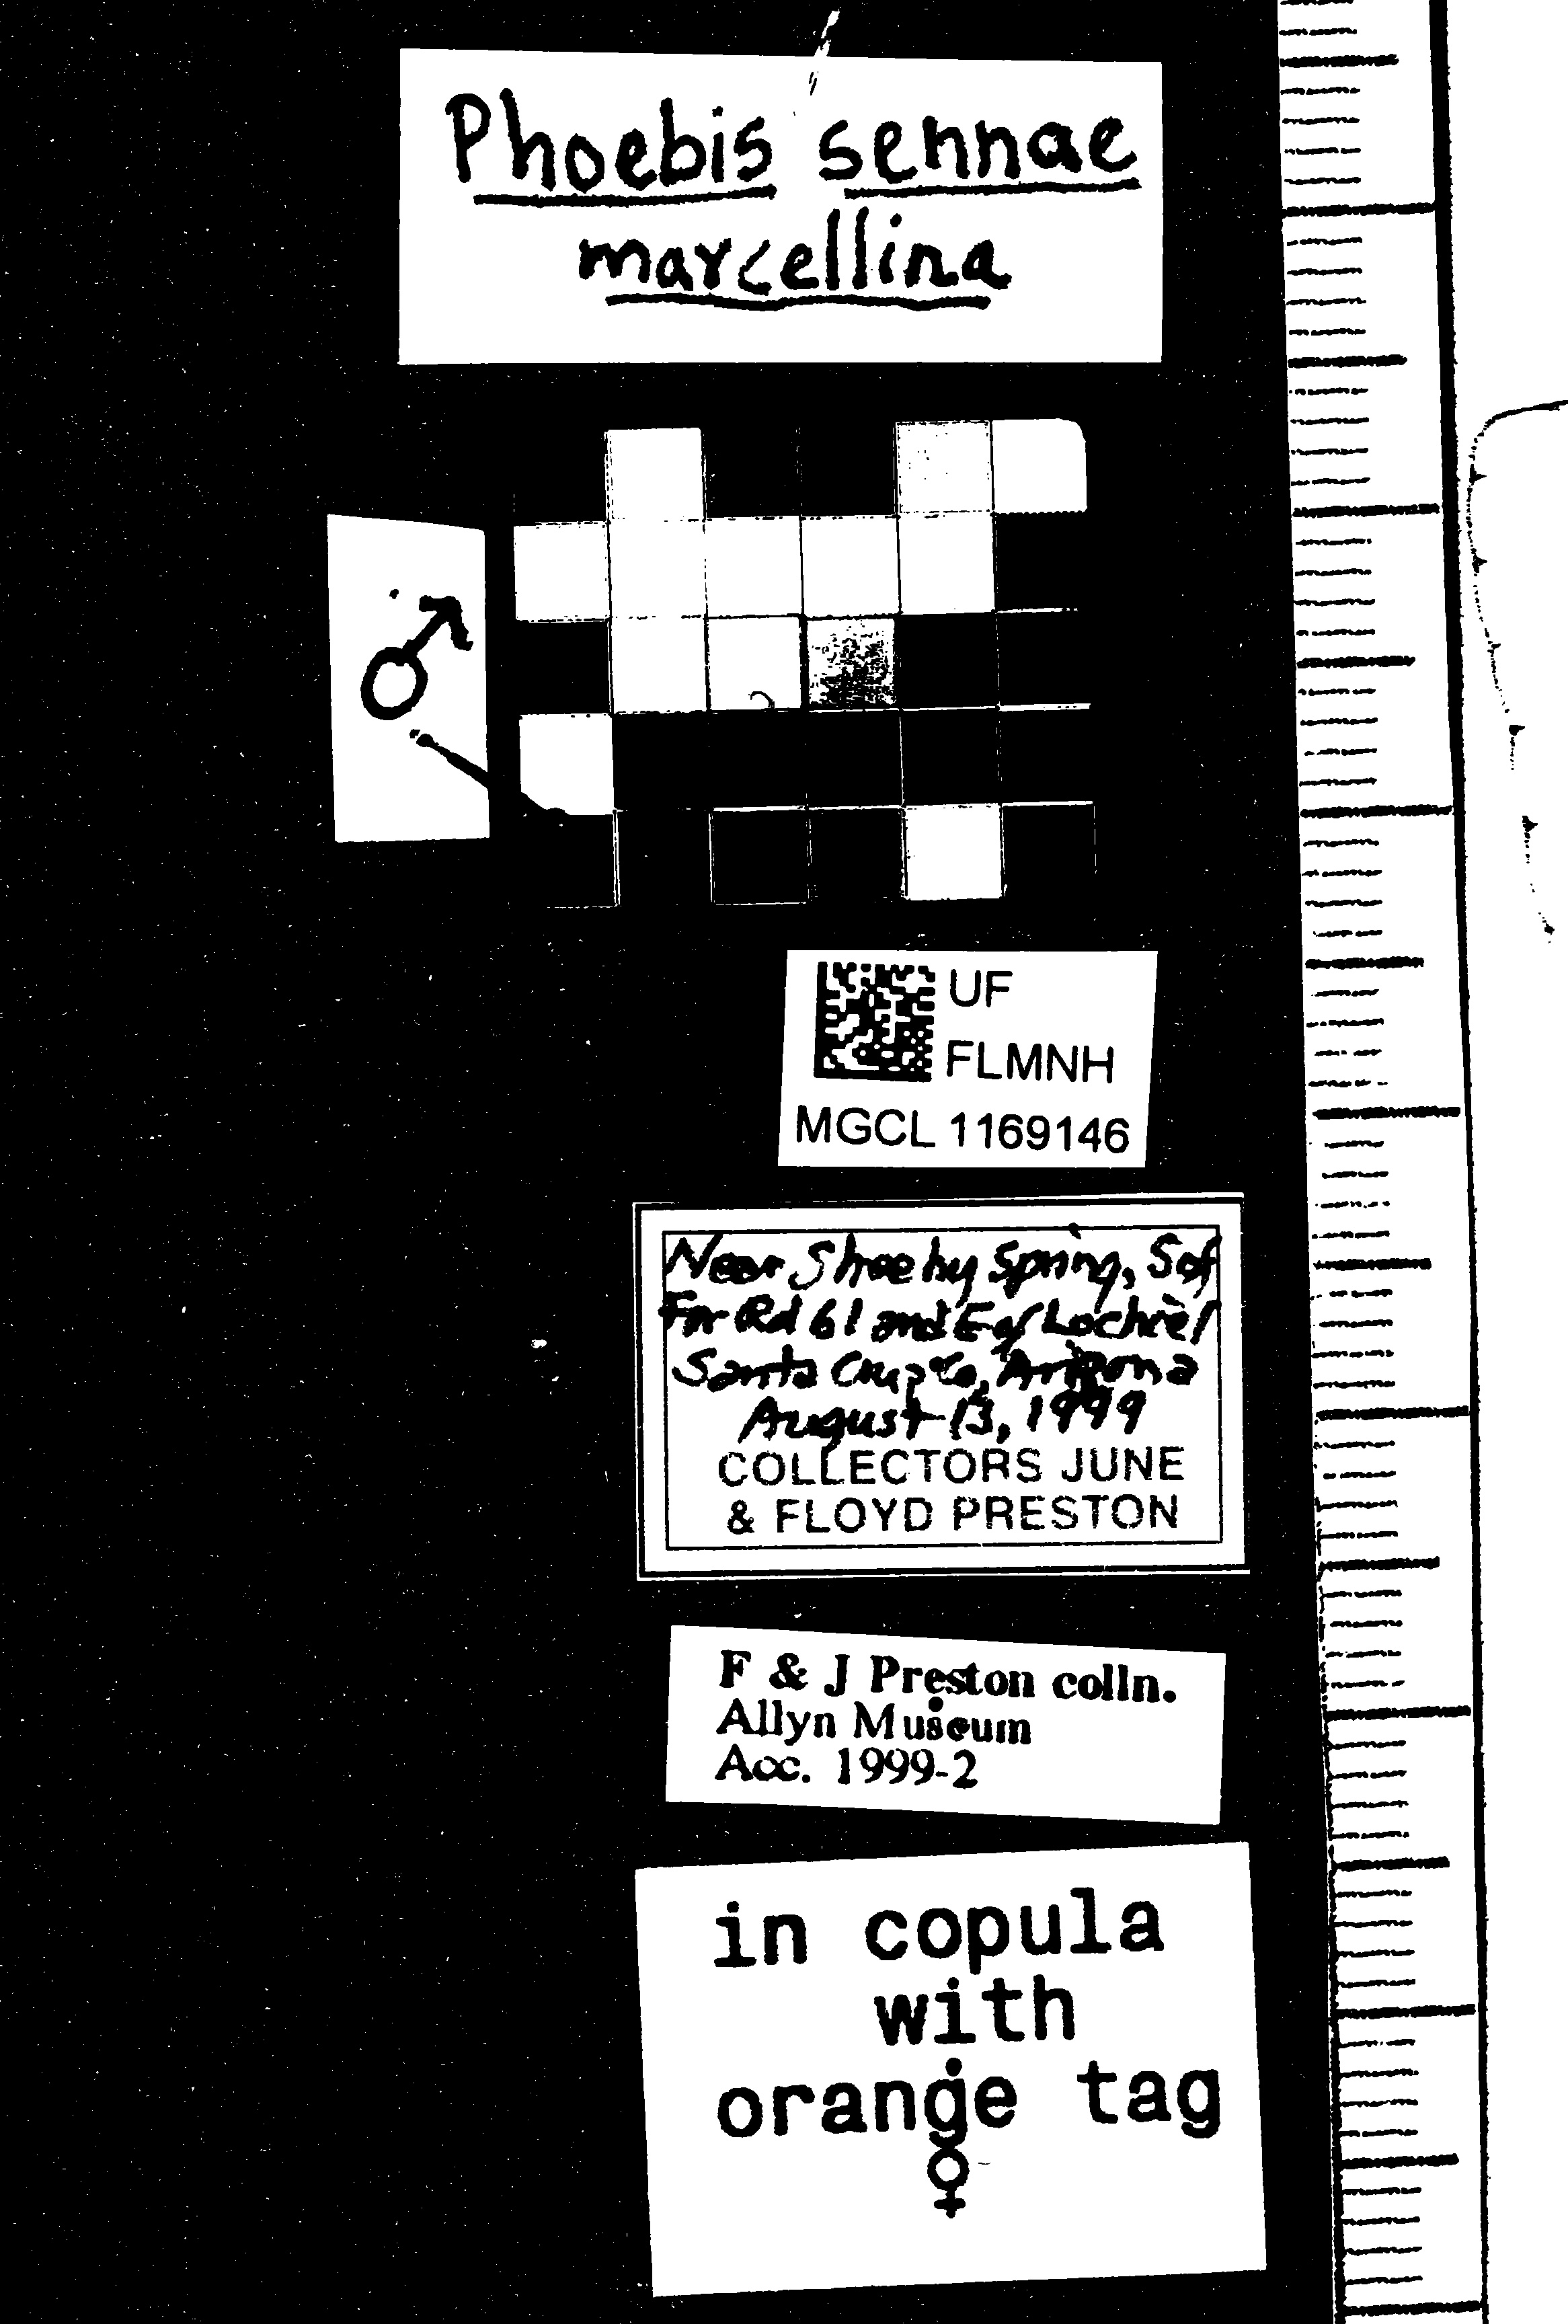 Phoebis sennae
marcellina
♂
UF
FLMNH
MGCL 1169146
Near Sheehy Spring, S of
For Rd 61 and E of Lochiel
Santa Cruz Co, Arizona
August 13, 1999
COLLECTORS JUNE
& FLOYD PRESTON
F & J Preston colln.
Allyn Museum
Acc. 1999-2
in copula
with
orange tag
♀